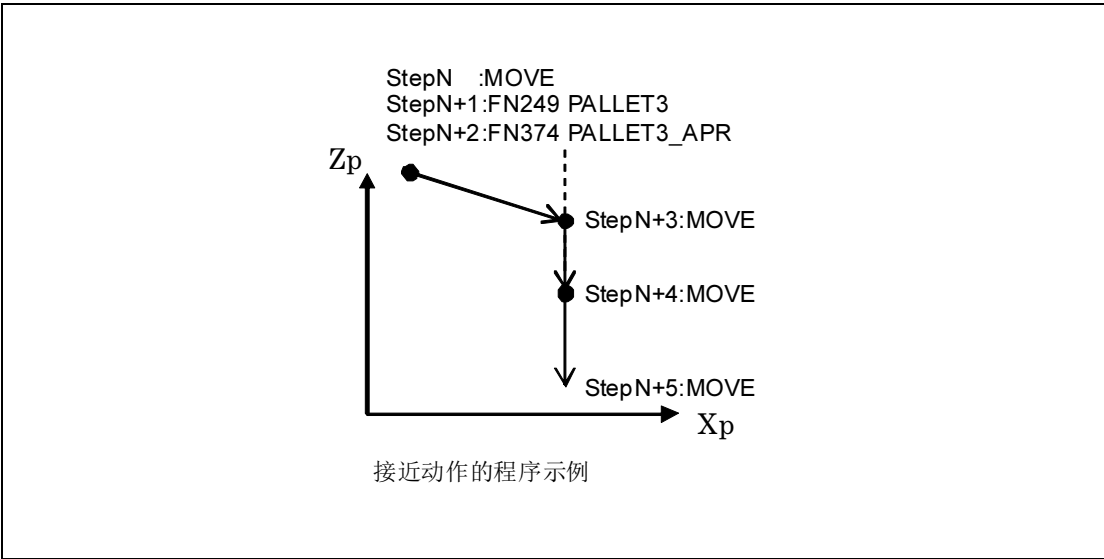 StepN :MOVE
StepN+1:FN249 PALLET3
StepN+2:FN374 PALLET3_APR
Zp
StepN+3:MOVE
StepN+4:MOVE
StepN+5:MOVE
Xp
接近动作的程序示例